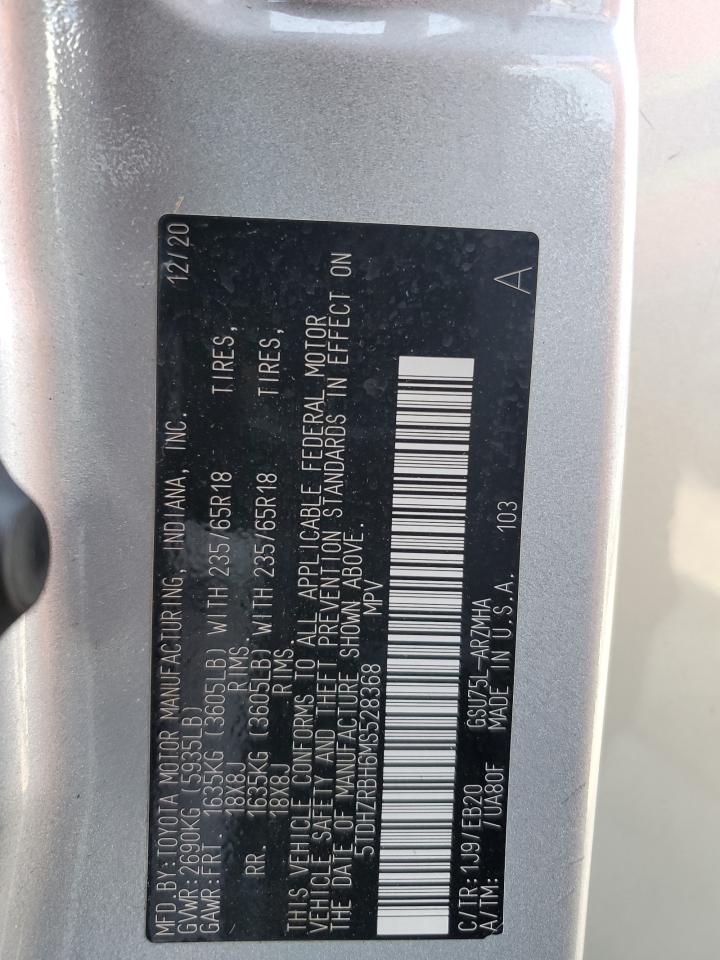 MFD.BY:TOYOTA MOTOR MANUFACTURING, INDIANA, INC. 12/20
GVWR:2690KG (5935LB)
GAWR:FRT. 1635KG (3605LB) WITH 235/65R18 TIRES,
18X8J RIMS.
RR. 1635KG (3605LB) WITH 235/65R18 TIRES,
18X8J RIMS.
THIS VEHICLE CONFORMS TO ALL APPLICABLE FEDERAL MOTOR
VEHICLE SAFETY AND THEFT PREVENTION STANDARDS IN EFFECT ON
THE DATE OF MANUFACTURE SHOWN ABOVE.
5TDHZRBH6MS528368 MPV
C/TR:1J9/EB20 GSU75L-ARZMHA
A/TM: /UA80F MADE IN U.S.A. 103 A